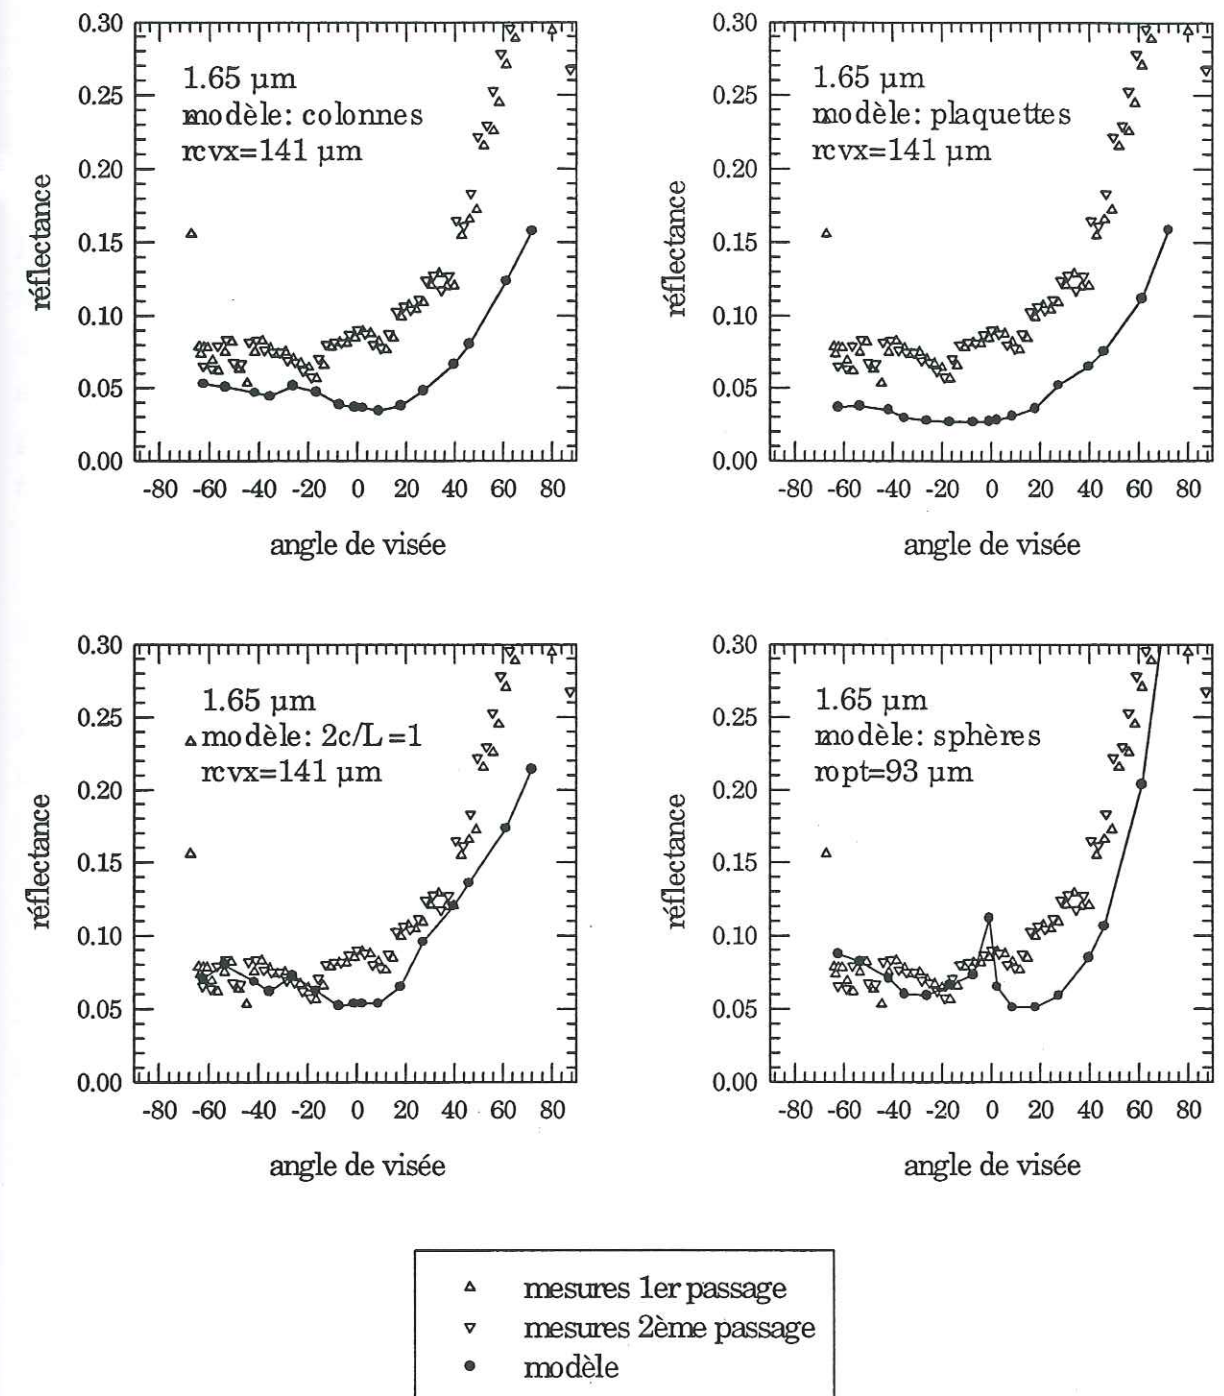 0.30
0.25
0.20
0.15
0.10
0.05
0.00
réflectance
1.65 µm
modèle: colonnes
rcvx=141 µm
-80 -60 -40 -20 0 20 40 60 80
angle de visée
0.30
0.25
0.20
0.15
0.10
0.05
0.00
réflectance
1.65 µm
modèle: plaquettes
rcvx=141 µm
-80 -60 -40 -20 0 20 40 60 80
angle de visée
0.30
0.25
0.20
0.15
0.10
0.05
0.00
réflectance
1.65 µm
modèle: 2c/L=1
rcvx=141 µm
-80 -60 -40 -20 0 20 40 60 80
angle de visée
0.30
0.25
0.20
0.15
0.10
0.05
0.00
réflectance
1.65 µm
modèle: sphères
ropt=93 µm
-80 -60 -40 -20 0 20 40 60 80
angle de visée
mesures 1er passage
mesures 2ème passage
modèle